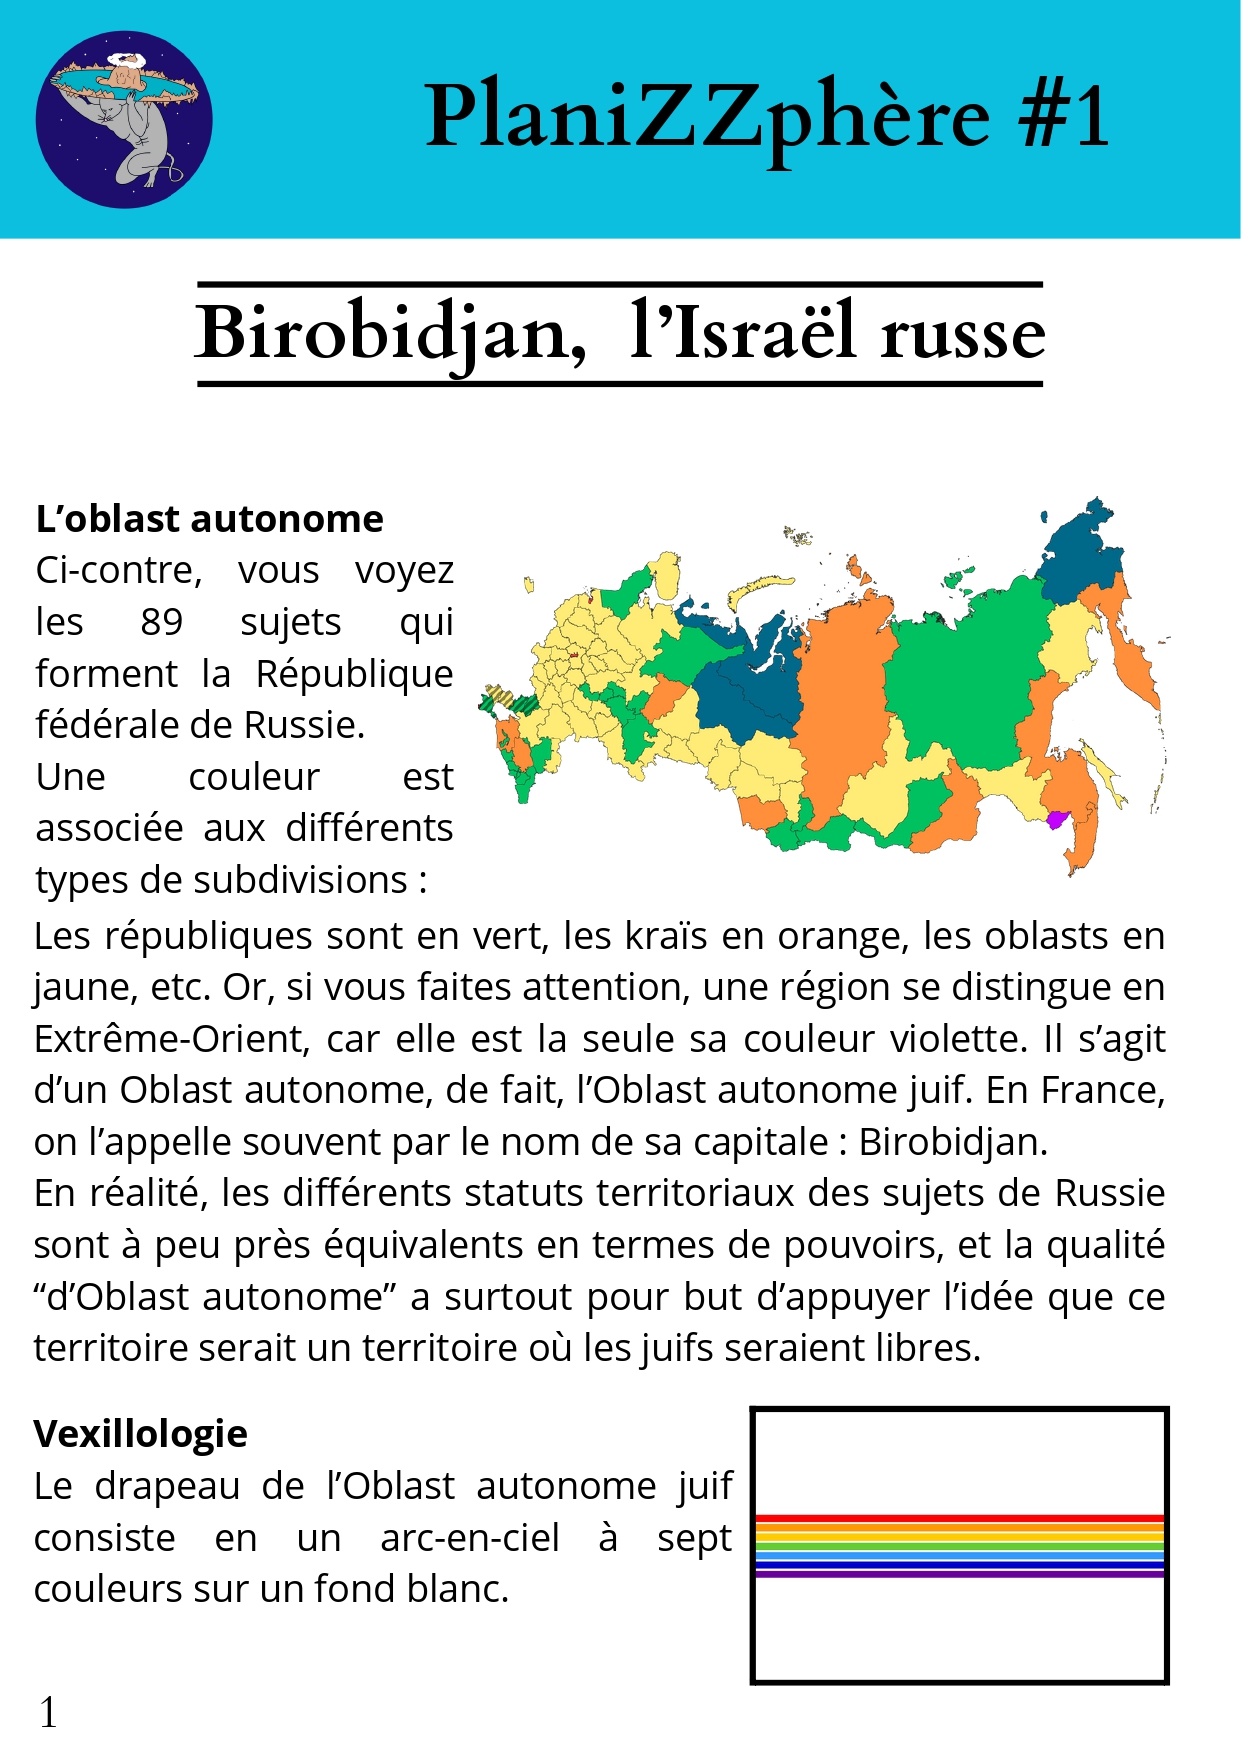 PlaniZZphère #1
Birobidjan, l’Israël russe
L’oblast autonome
Ci-contre, vous voyez
les 89 sujets qui
forment la République
fédérale de Russie.
Une couleur est
associée aux différents
types de subdivisions :
Les républiques sont en vert, les kraïs en orange, les oblasts en
jaune, etc. Or, si vous faites attention, une région se distingue en
Extrême-Orient, car elle est la seule sa couleur violette. Il s’agit
d’un Oblast autonome, de fait, l’Oblast autonome juif. En France,
on l’appelle souvent par le nom de sa capitale : Birobidjan.
En réalité, les différents statuts territoriaux des sujets de Russie
sont à peu près équivalents en termes de pouvoirs, et la qualité
“d’Oblast autonome” a surtout pour but d’appuyer l’idée que ce
territoire serait un territoire où les juifs seraient libres.
Vexillologie
Le drapeau de l’Oblast autonome juif
consiste en un arc-en-ciel à sept
couleurs sur un fond blanc.
1